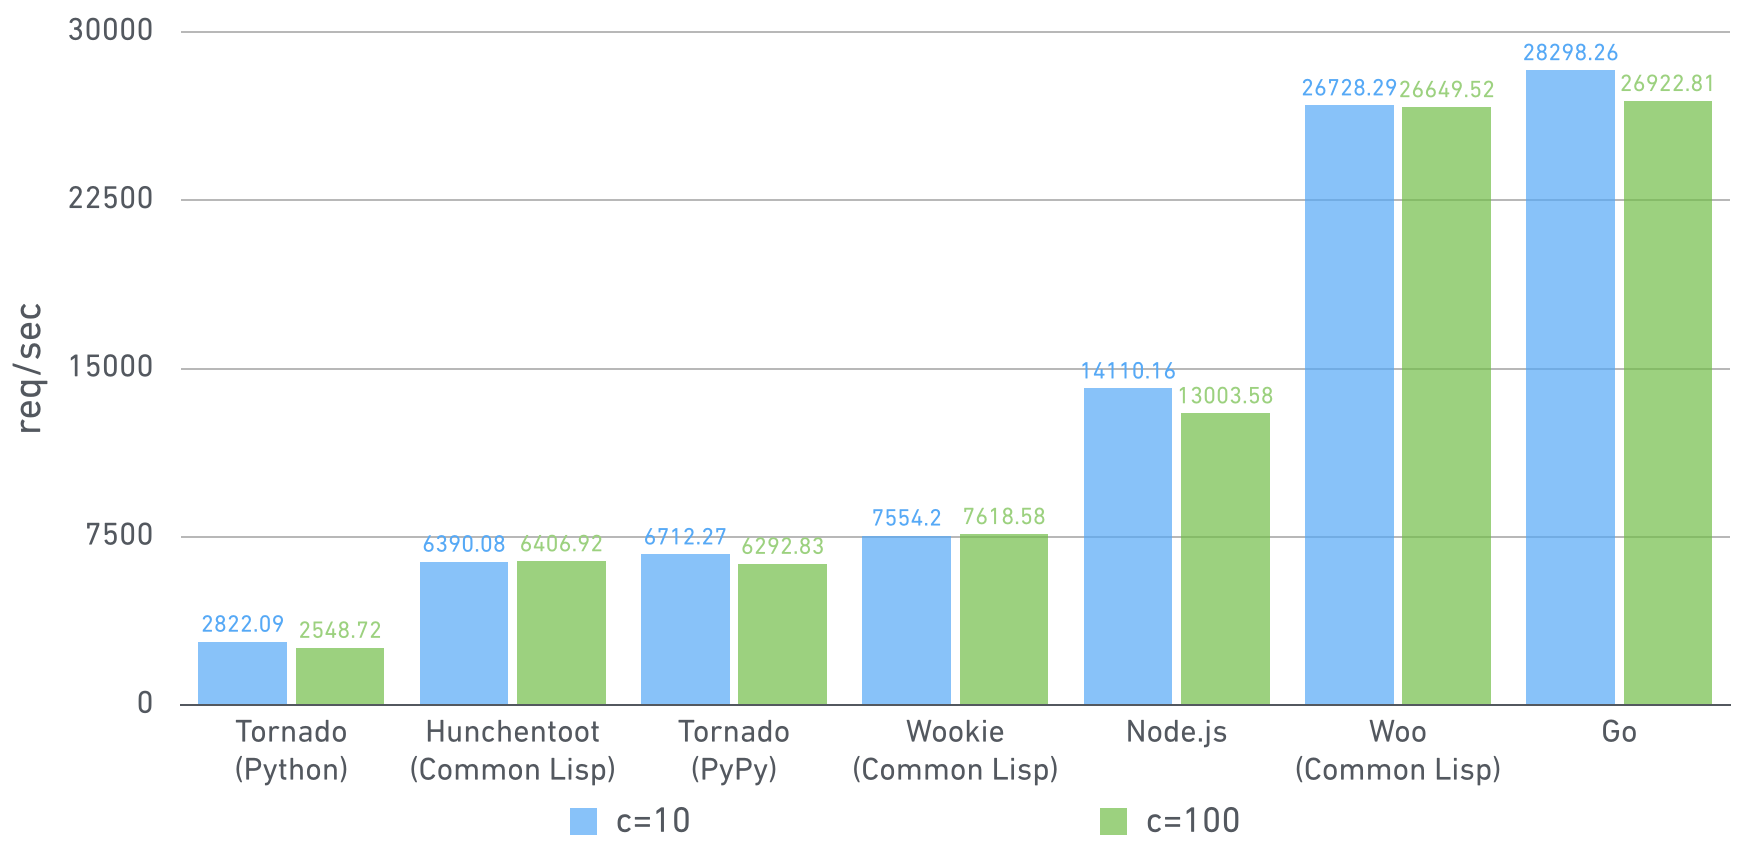 30000
22500
15000
7500
0
req/sec
2822.09
2548.72
6390.08
6406.92
6712.27
6292.83
7554.2
7618.58
14110.16
13003.58
26728.29
26649.52
28298.26
26922.81
Tornado
(Python)
Hunchentoot
(Common Lisp)
Tornado
(PyPy)
Wookie
(Common Lisp)
Node.js
Woo
(Common Lisp)
Go
c=10
c=100